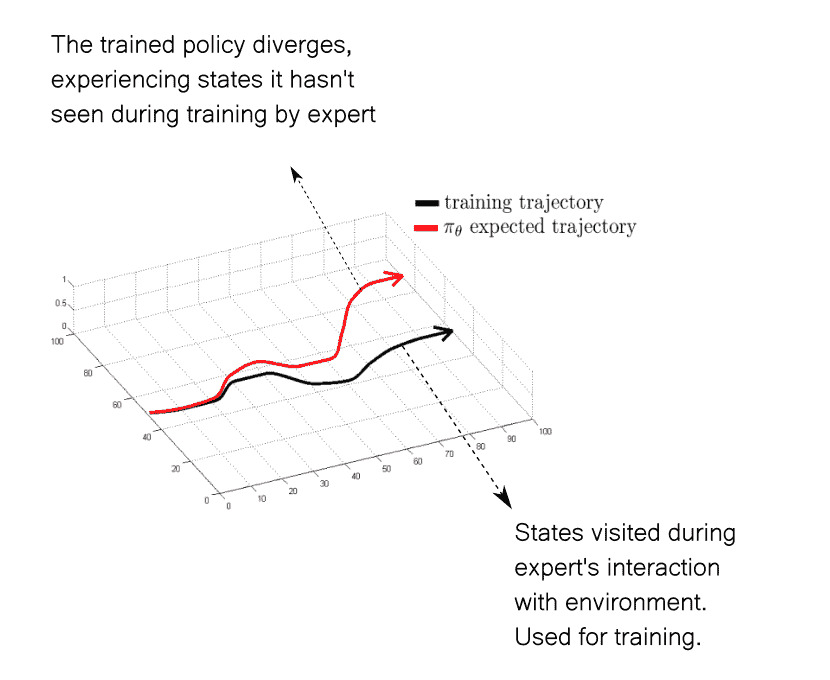 The trained policy diverges,
experiencing states it hasn't
seen during training by expert
training trajectory
πθ expected trajectory
1
0.5
0
100
80
60
40
20
0
0
10
20
30
40
50
60
70
80
90
100
States visited during
expert's interaction
with environment.
Used for training.